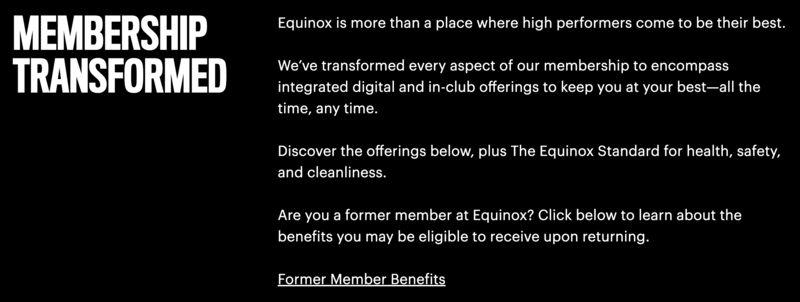 MEMBERSHIP
TRANSFORMED
Equinox is more than a place where high performers come to be their best.
We’ve transformed every aspect of our membership to encompass
integrated digital and in-club offerings to keep you at your best—all the
time, any time.
Discover the offerings below, plus The Equinox Standard for health, safety,
and cleanliness.
Are you a former member at Equinox? Click below to learn about the
benefits you may be eligible to receive upon returning.
Former Member Benefits